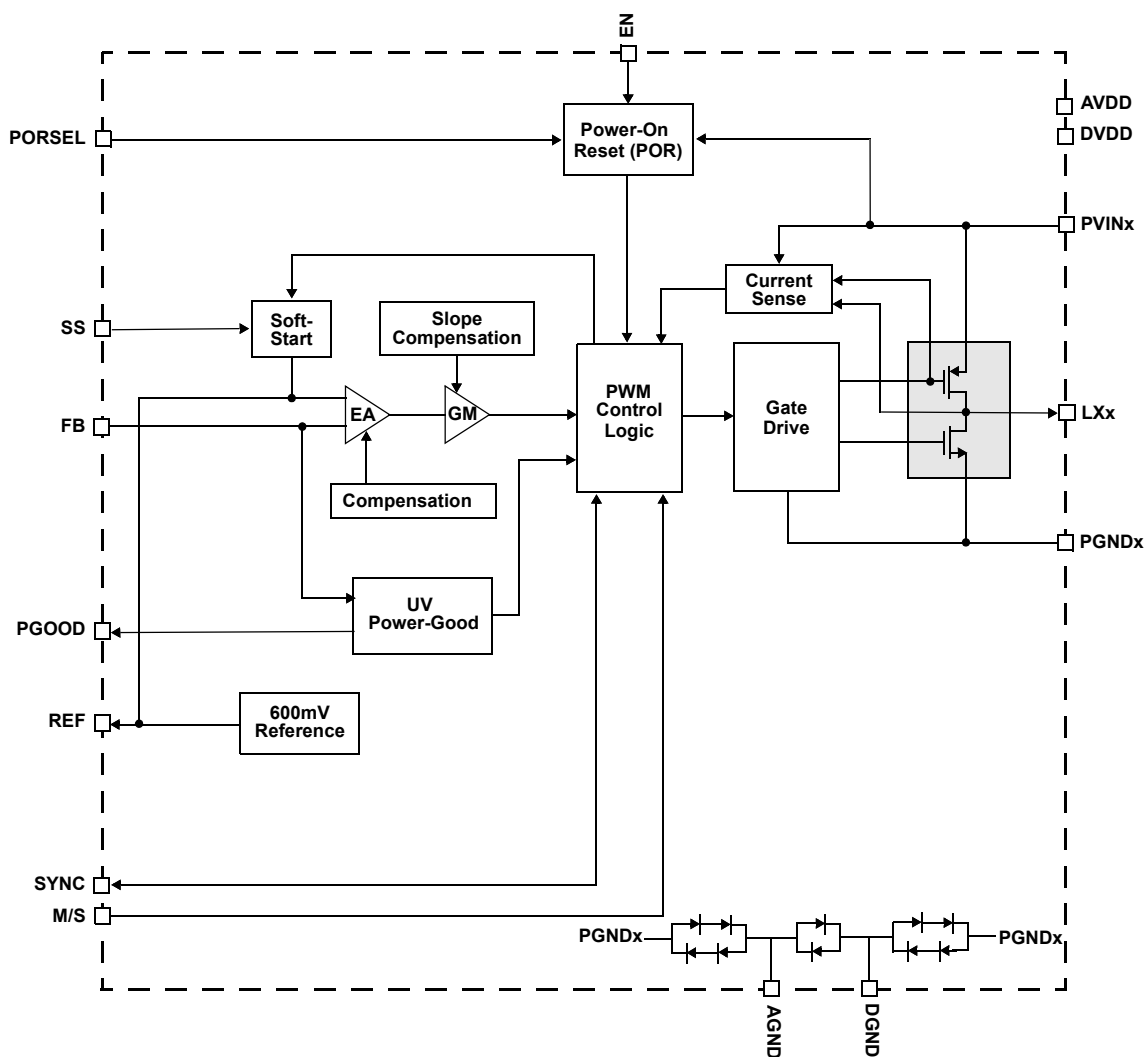 EN
AVDD
PORSEL
Power-On
Reset (POR)
DVDD
PVINx
Current
Sense
SS
Soft-
Start
Slope
Compensation
FB
EA
GM
PWM
Control
Logic
Gate
Drive
LXx
Compensation
PGNDx
UV
Power-Good
PGOOD
REF
600mV
Reference
SYNC
M/S
PGNDx
PGNDx
AGND
DGND